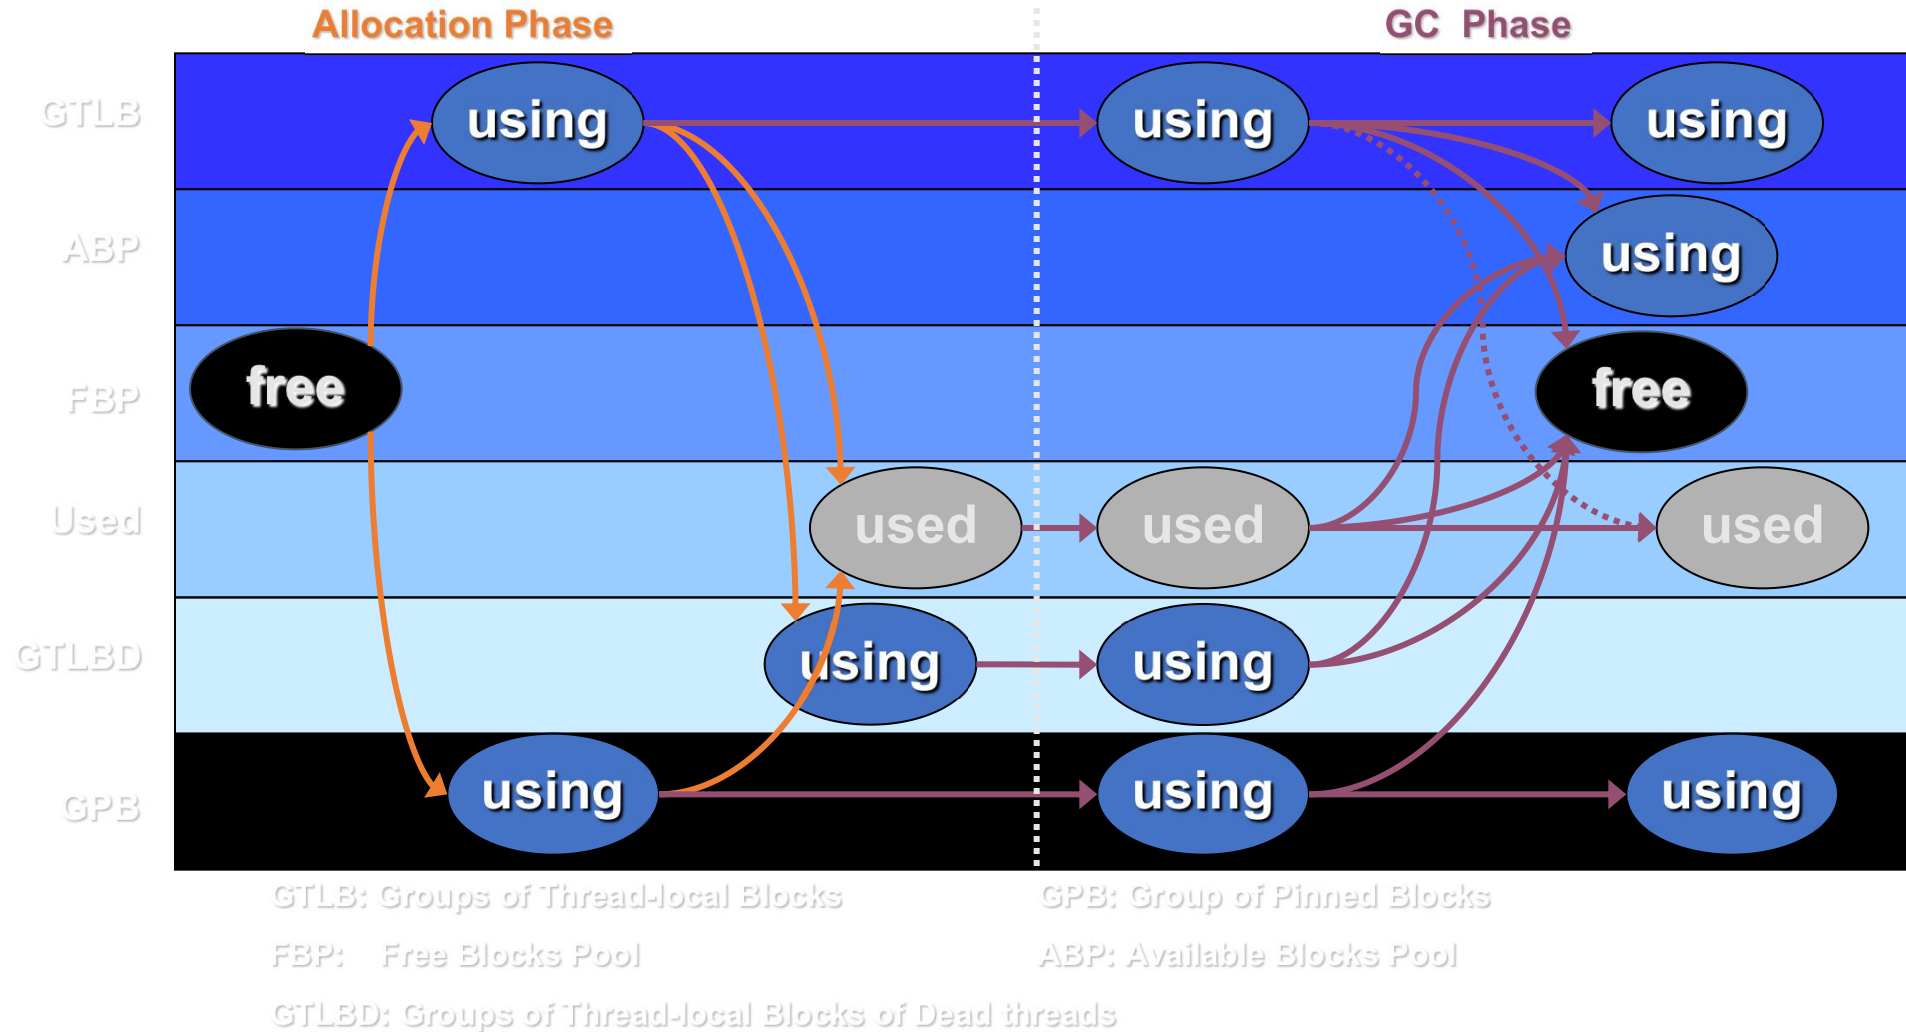 Allocation Phase GC Phase
GTLB using using using
ABP using
FBP free free
Used used used used
GTLBD using using
GPB using using using
GTLB: Groups of Thread-local Blocks GPB: Group of Pinned Blocks
FBP: Free Blocks Pool ABP: Available Blocks Pool
GTLBD: Groups of Thread-local Blocks of Dead threads